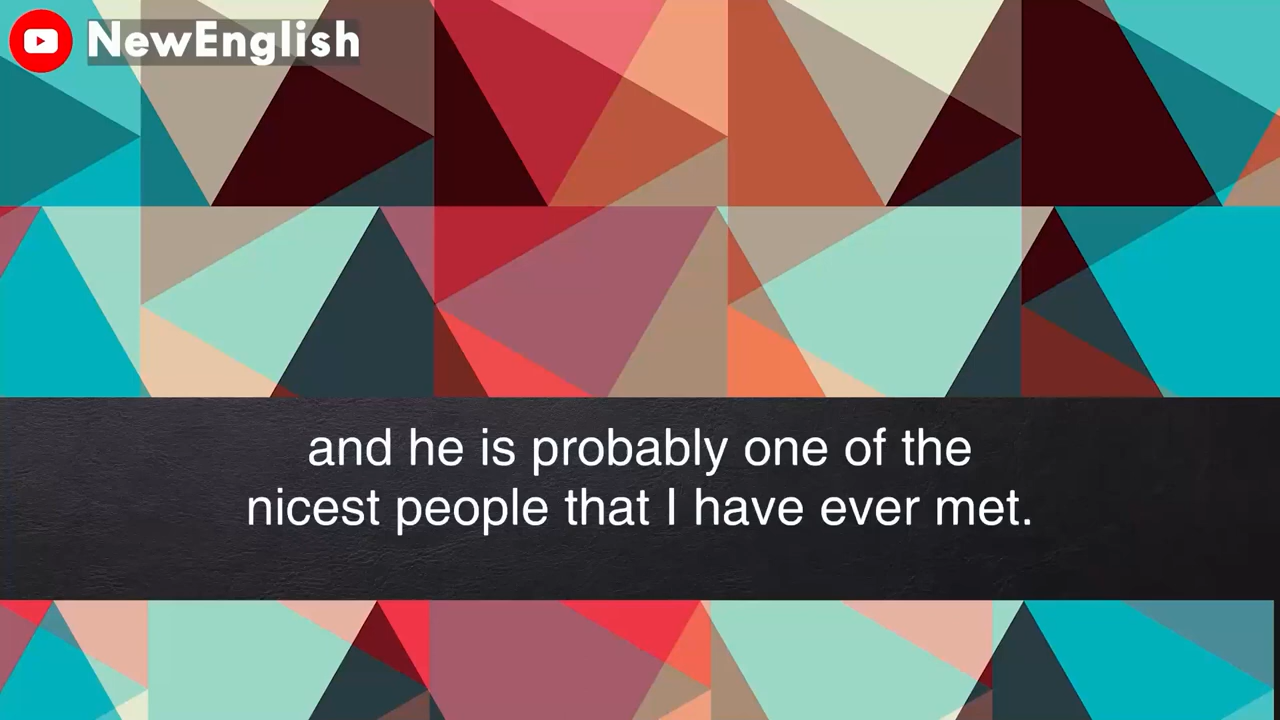 NewEnglish
and he is probably one of the
nicest people that I have ever met.